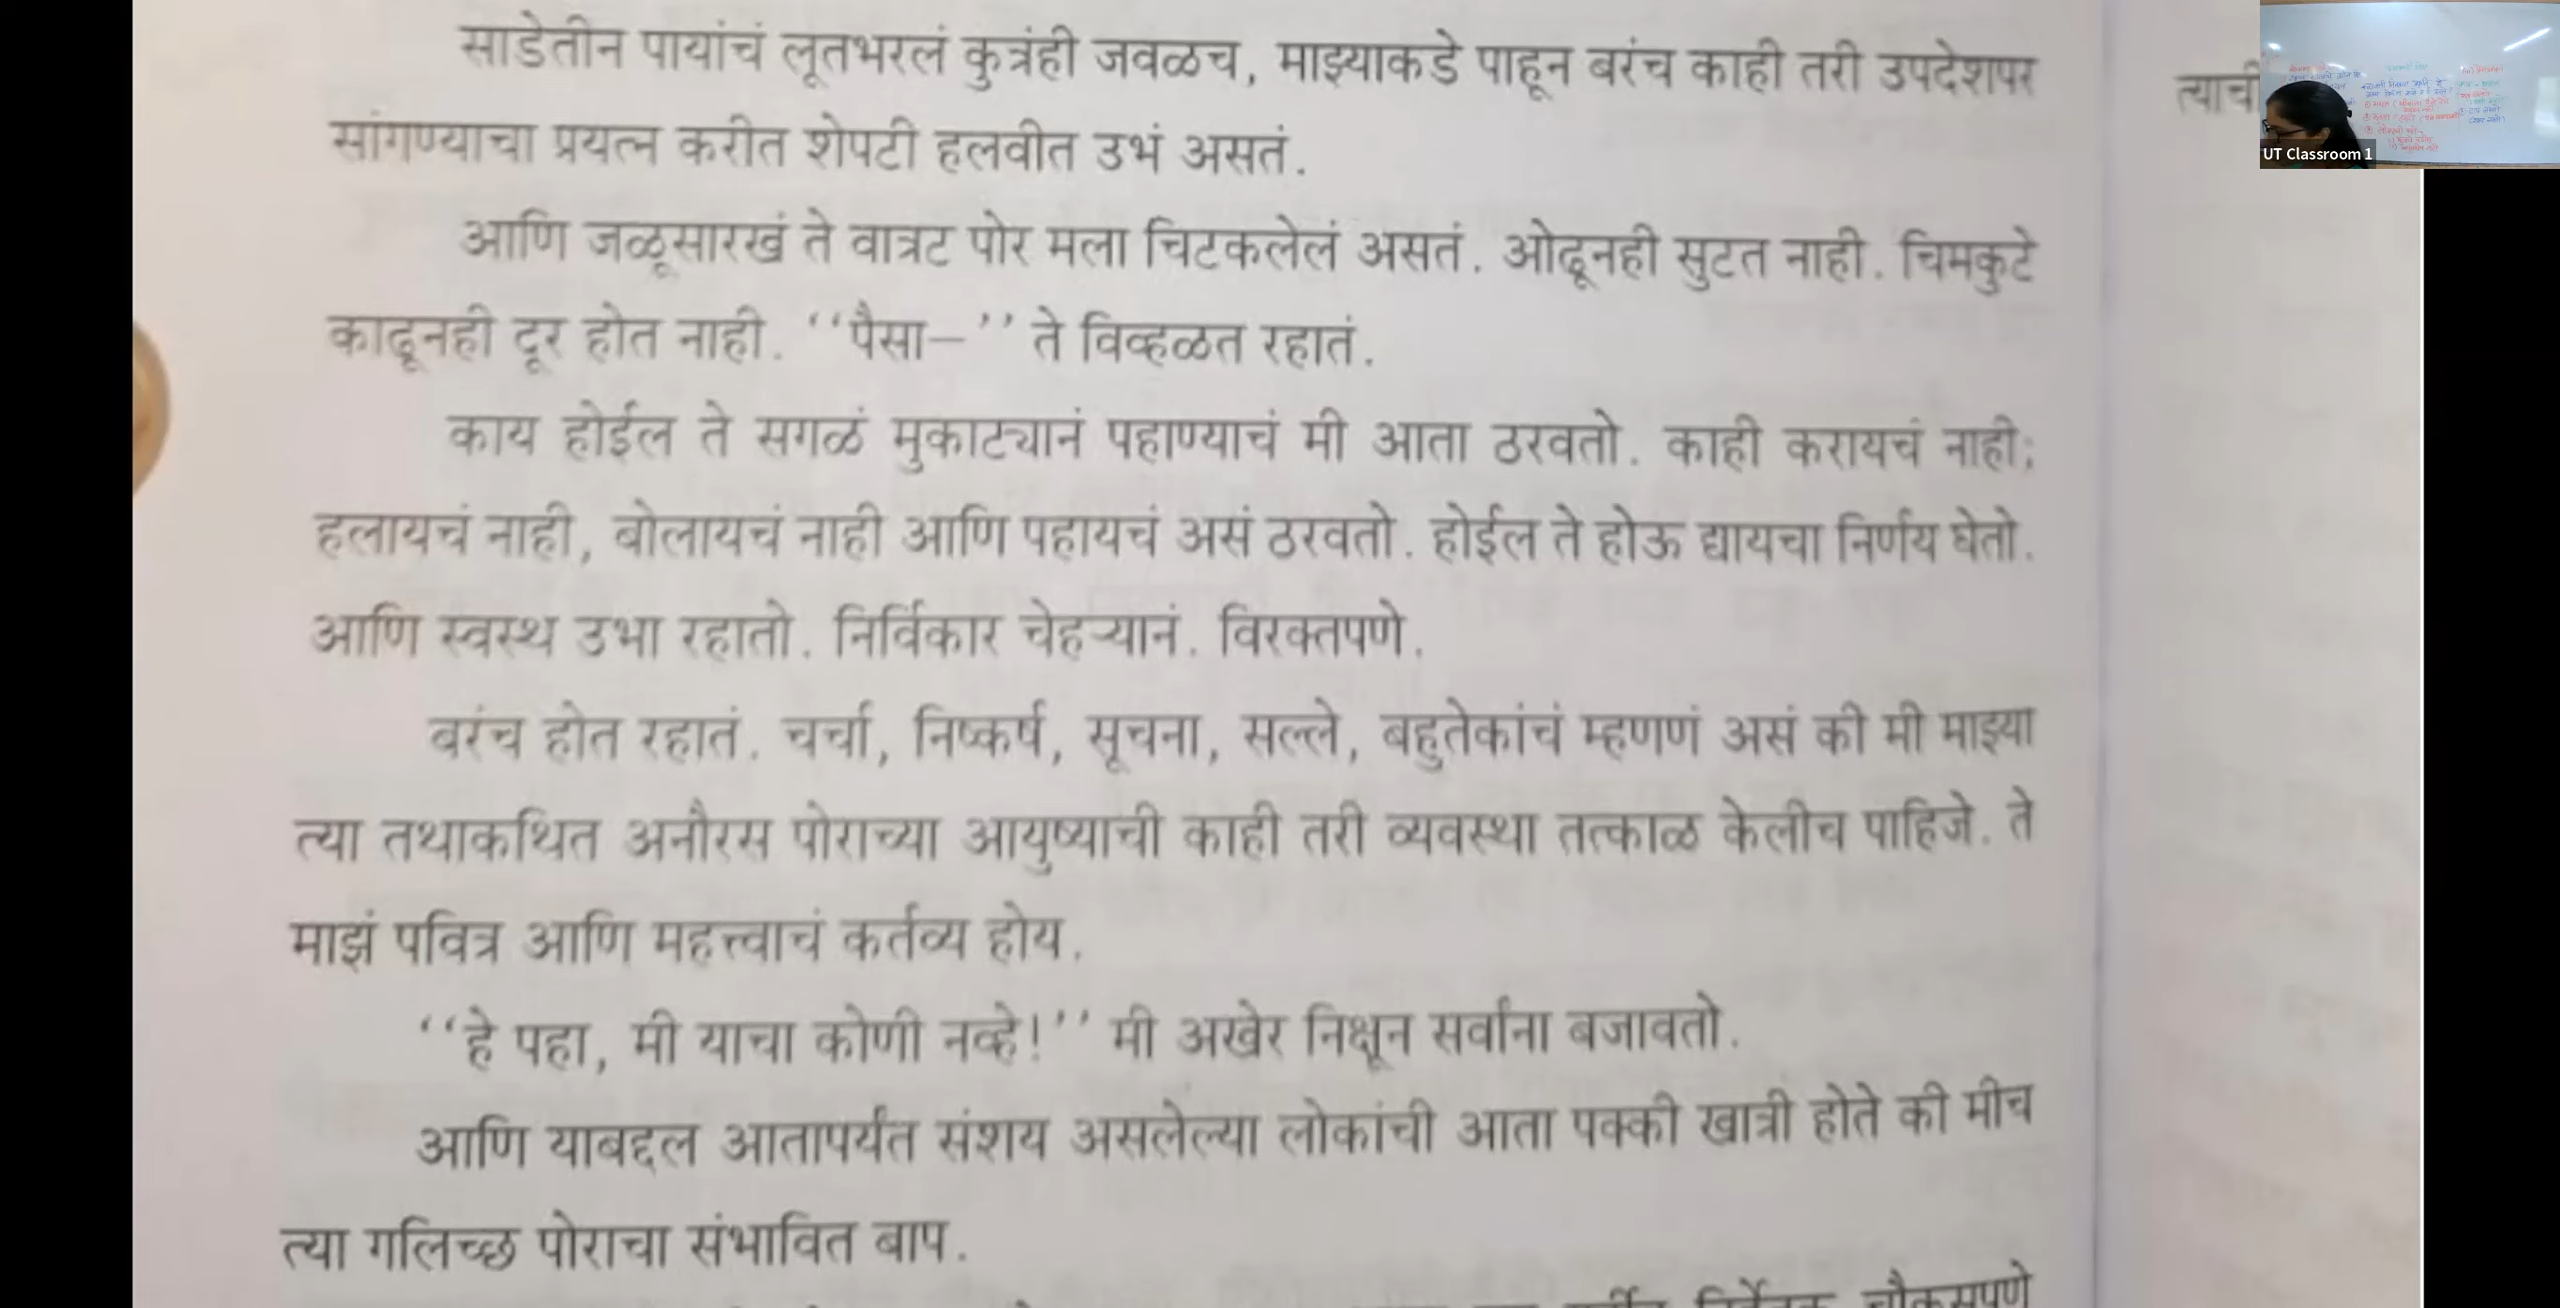 साडेतीन पायांचं लूतभरलं कुत्रंही जवळच, माझ्याकडे पाहून बरंच काही तरी उपदेशपर
सांगण्याचा प्रयत्न करीत शेपटी हलवीत उभं असतं.
आणि जळूसारखं ते वात्रट पोर मला चिटकलेलं असतं. ओढूनही सुटत नाही. चिमकुटे
काढूनही दूर होत नाही. ‘‘पैसा–’’ ते विव्हळत रहातं.
काय होईल ते सगळं मुकाट्यानं पहाण्याचं मी आता ठरवतो. काही करायचं नाही;
हलायचं नाही, बोलायचं नाही आणि पहायचं असं ठरवतो. होईल ते होऊ द्यायचा निर्णय घेतो.
आणि स्वस्थ उभा रहातो. निर्विकार चेहऱ्यानं. विरक्तपणे.
बरंच होत रहातं. चर्चा, निष्कर्ष, सूचना, सल्ले, बहुतेकांचं म्हणणं असं की मी माझ्या
त्या तथाकथित अनौरस पोराच्या आयुष्याची काही तरी व्यवस्था तत्काळ केलीच पाहिजे. ते
माझं पवित्र आणि महत्त्वाचं कर्तव्य होय.
‘‘हे पहा, मी याचा कोणी नव्हे!’’ मी अखेर निक्षून सर्वांना बजावतो.
आणि याबद्दल आतापर्यंत संशय असलेल्या लोकांची आता पक्की खात्री होते की मीच
त्या गलिच्छ पोराचा संभावित बाप.
त्याची
UT Classroom 1